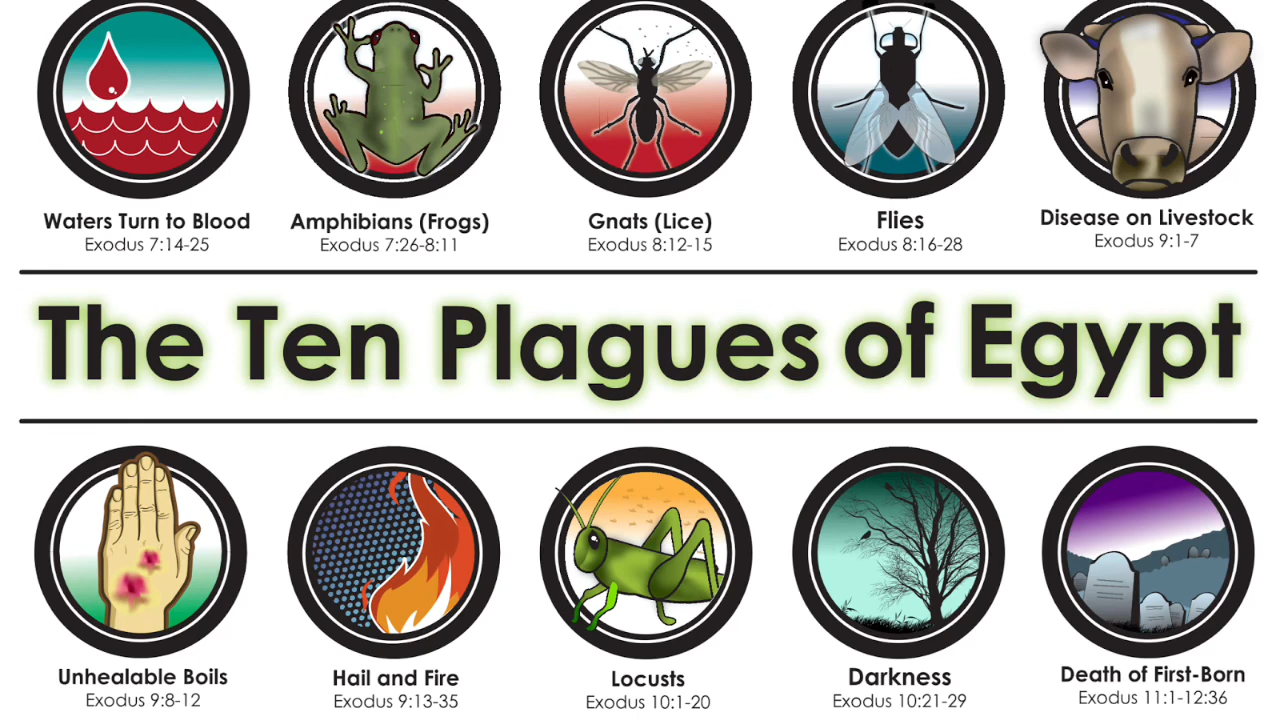 Waters Turn to Blood
Exodus 7:14-25
Amphibians (Frogs)
Exodus 7:26-8:11
Gnats (Lice)
Exodus 8:12-15
Flies
Exodus 8:16-28
Disease on Livestock
Exodus 9:1-7
The Ten Plagues of Egypt
Unhealable Boils
Exodus 9:8-12
Hail and Fire
Exodus 9:13-35
Locusts
Exodus 10:1-20
Darkness
Exodus 10:21-29
Death of First-Born
Exodus 11:1-12:36